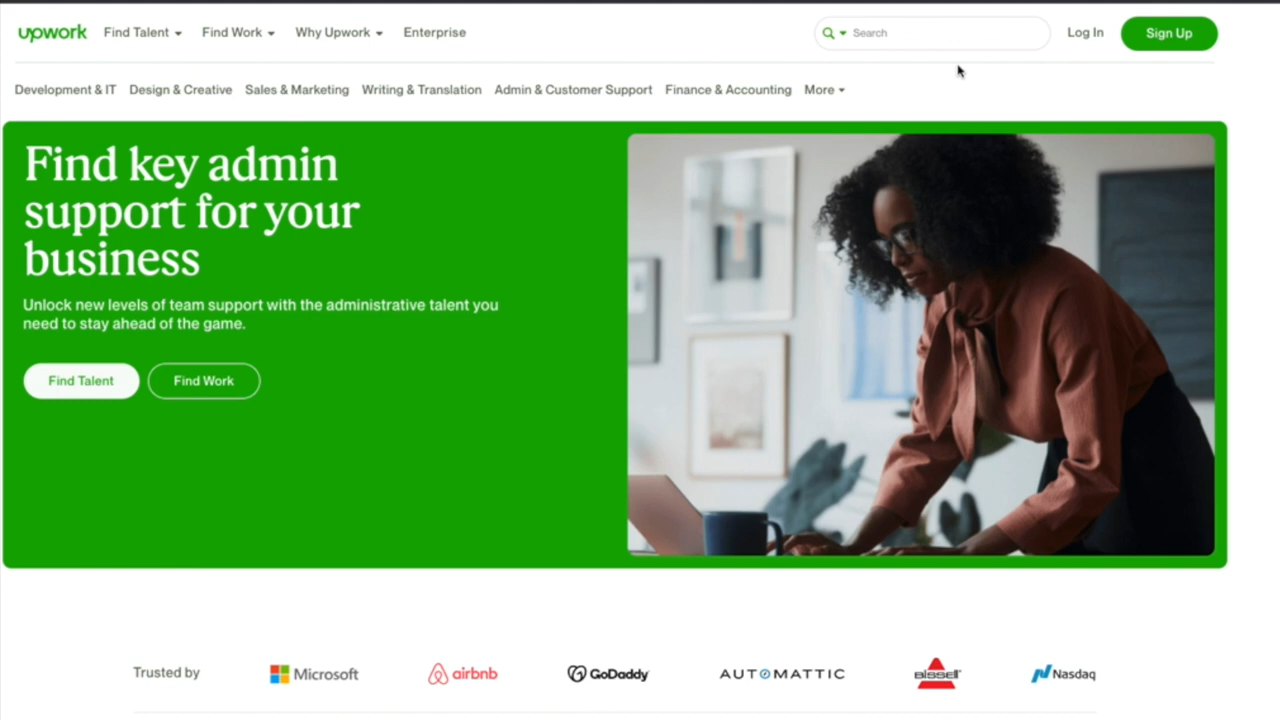 upwork Find Talent Find Work Why Upwork Enterprise Search Log In Sign Up
Development & IT Design & Creative Sales & Marketing Writing & Translation Admin & Customer Support Finance & Accounting More
Find key admin
support for your
business
Unlock new levels of team support with the administrative talent you
need to stay ahead of the game.
Find Talent Find Work
Trusted by Microsoft airbnb GoDaddy AUTOMATTIC BISSELL Nasdaq